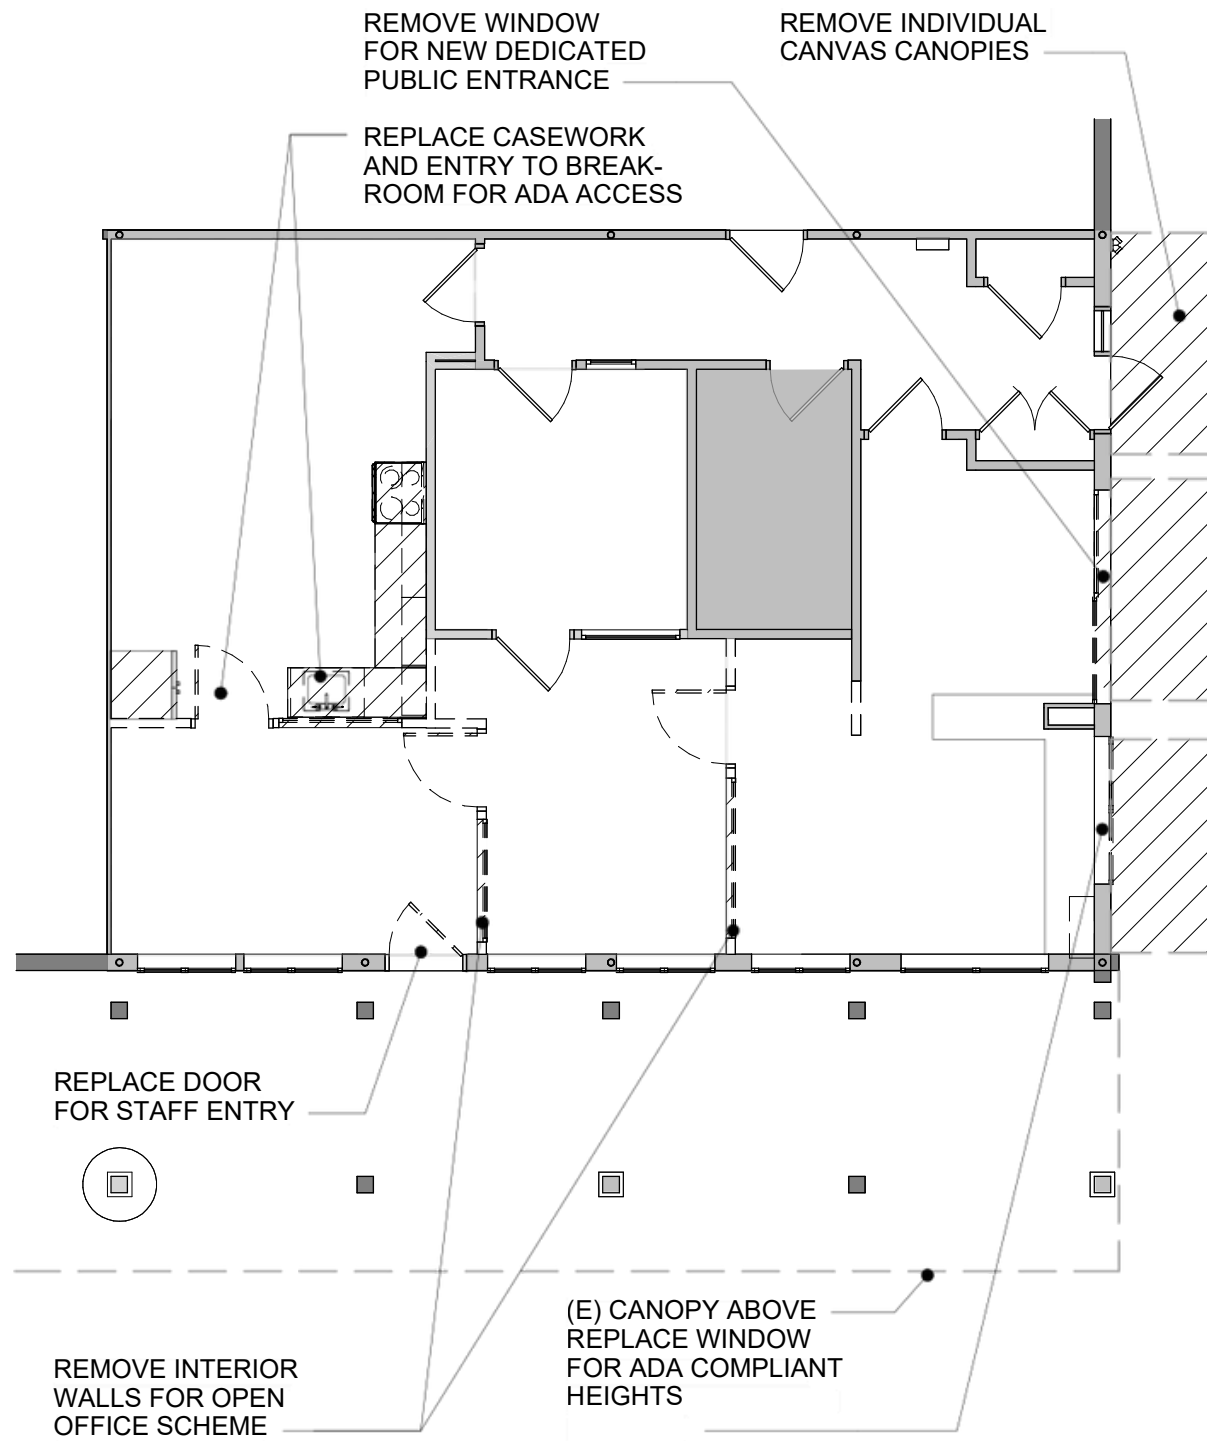 REMOVE WINDOW
FOR NEW DEDICATED
PUBLIC ENTRANCE
REMOVE INDIVIDUAL
CANVAS CANOPIES
REPLACE CASEWORK
AND ENTRY TO BREAK-
ROOM FOR ADA ACCESS
REPLACE DOOR
FOR STAFF ENTRY
(E) CANOPY ABOVE
REPLACE WINDOW
FOR ADA COMPLIANT
HEIGHTS
REMOVE INTERIOR
WALLS FOR OPEN
OFFICE SCHEME